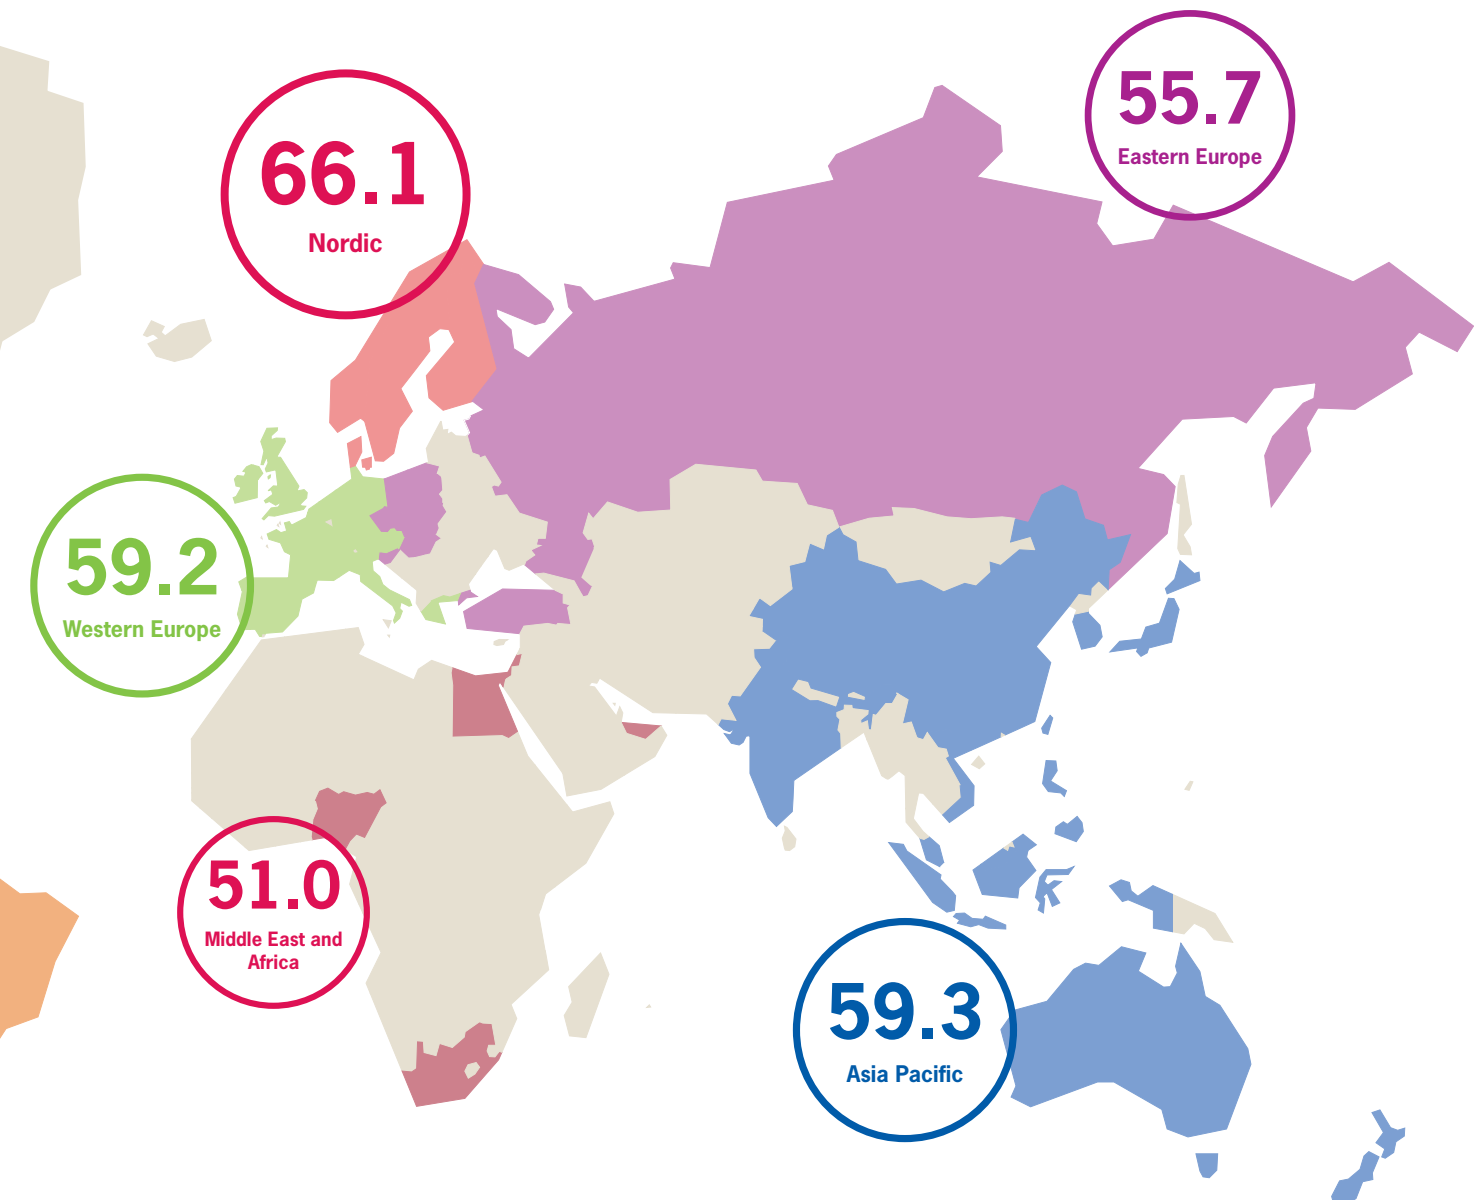 55.7
Eastern Europe
66.1
Nordic
59.2
Western Europe
51.0
Middle East and
Africa
59.3
Asia Pacific